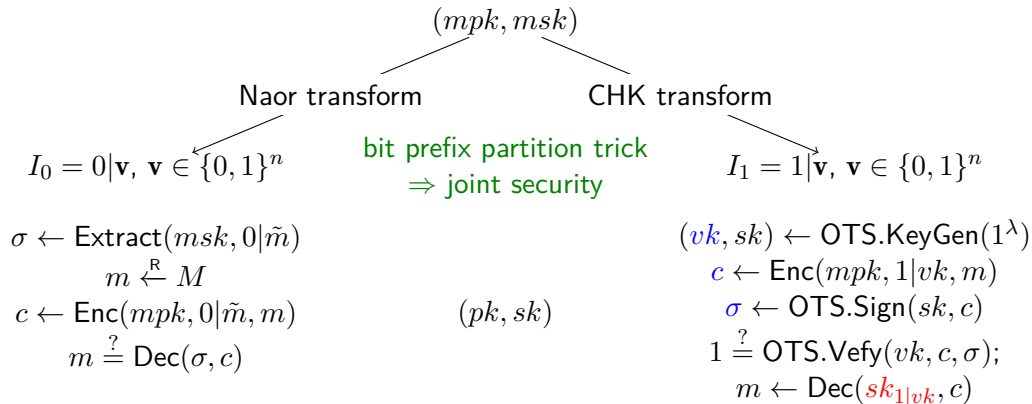 (mpk, msk)
Naor transform
CHK transform
bit prefix partition trick
⇒ joint security
I₀ = 0|v, v ∈ {0, 1}ⁿ
I₁ = 1|v, v ∈ {0, 1}ⁿ
σ ← Extract(msk, 0|m̃)
m ←ᴿ M
c ← Enc(mpk, 0|m̃, m)
m ≟ Dec(σ, c)
(pk, sk)
(vk, sk) ← OTS.KeyGen(1^λ)
c ← Enc(mpk, 1|vk, m)
σ ← OTS.Sign(sk, c)
1 ≟ OTS.Vefy(vk, c, σ);
m ← Dec(sk_{1|vk}, c)